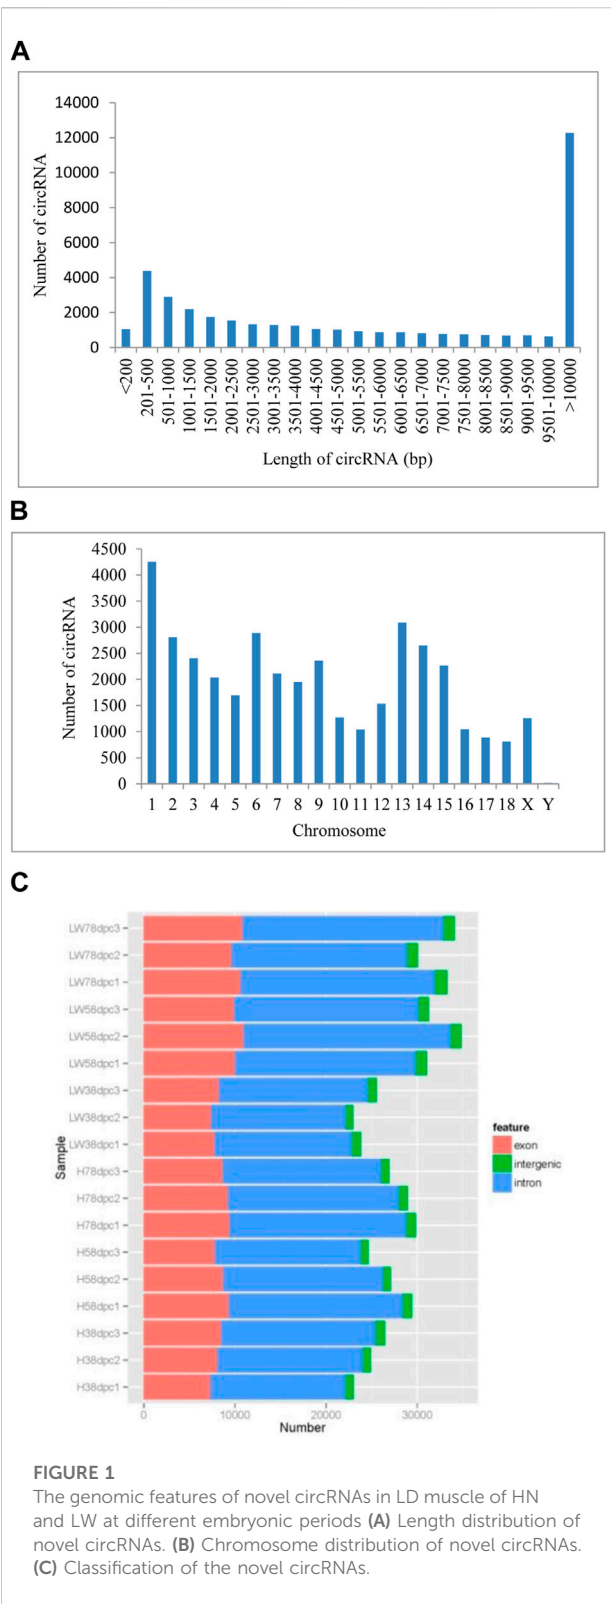 A
14000
12000
10000
8000
6000
4000
2000
0
Number of circRNA
<200
201-500
501-1000
1001-1500
1501-2000
2001-2500
2501-3000
3001-3500
3501-4000
4001-4500
4501-5000
5001-5500
5501-6000
6001-6500
6501-7000
7001-7500
7501-8000
8001-8500
8501-9000
9001-9500
9501-10000
>10000
Length of circRNA (bp)
B
4500
4000
3500
3000
2500
2000
1500
1000
500
0
Number of circRNA
1 2 3 4 5 6 7 8 9 10 11 12 13 14 15 16 17 18 X Y
Chromosome
C
LW78dpc3
LW78dpc2
LW78dpc1
LW58dpc3
LW58dpc2
LW58dpc1
LW38dpc3
LW38dpc2
LW38dpc1
H78dpc3
H78dpc2
H78dpc1
H58dpc3
H58dpc2
H58dpc1
H38dpc3
H38dpc2
H38dpc1
Sample
0 10000 20000 30000
Number
feature
exon
intergenic
intron
FIGURE 1
The genomic features of novel circRNAs in LD muscle of HN
and LW at different embryonic periods (A) Length distribution of
novel circRNAs. (B) Chromosome distribution of novel circRNAs.
(C) Classification of the novel circRNAs.